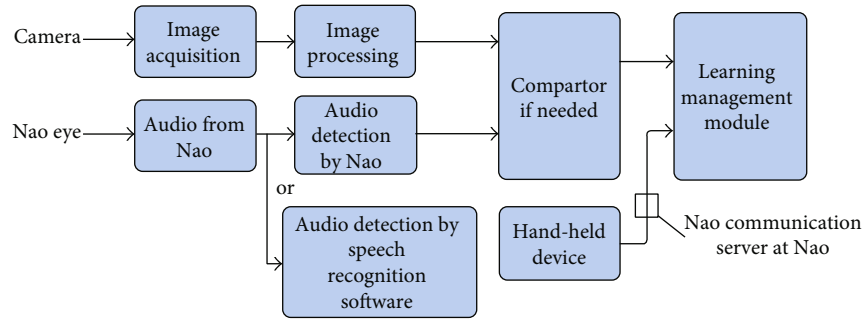 Camera
Image
acquisition
Image
processing
Compartor
if needed
Learning
management
module
Nao eye
Audio from
Nao
Audio
detection
by Nao
or
Audio detection by
speech
recognition
software
Hand-held
device
Nao communication
server at Nao